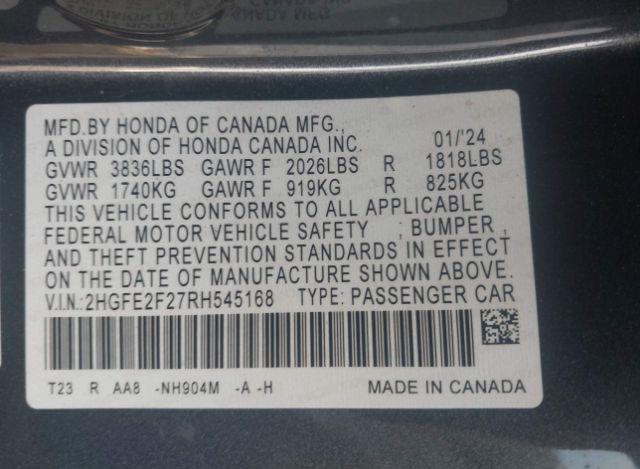 MFD.BY HONDA OF CANADA MFG.,
A DIVISION OF HONDA CANADA INC. 01/'24
GVWR 3836LBS GAWR F 2026LBS R 1818LBS
GVWR 1740KG GAWR F 919KG R 825KG
THIS VEHICLE CONFORMS TO ALL APPLICABLE
FEDERAL MOTOR VEHICLE SAFETY , BUMPER ,
AND THEFT PREVENTION STANDARDS IN EFFECT
ON THE DATE OF MANUFACTURE SHOWN ABOVE.
V.I.N.:2HGFE2F27RH545168 TYPE: PASSENGER CAR
T23 R AA8 -NH904M -A -H MADE IN CANADA